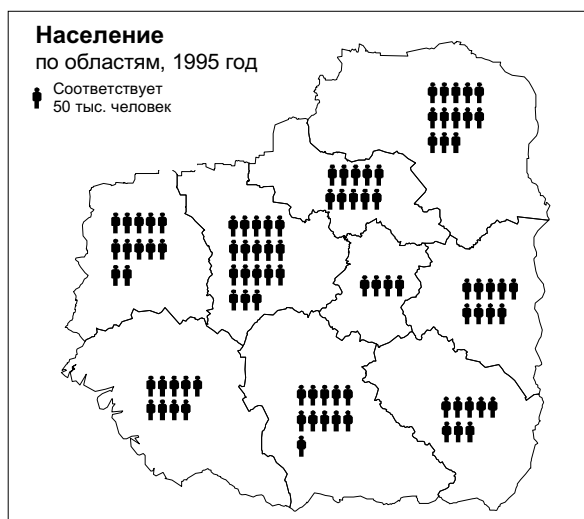 Население
по областям, 1995 год
Соответствует
50 тыс. человек